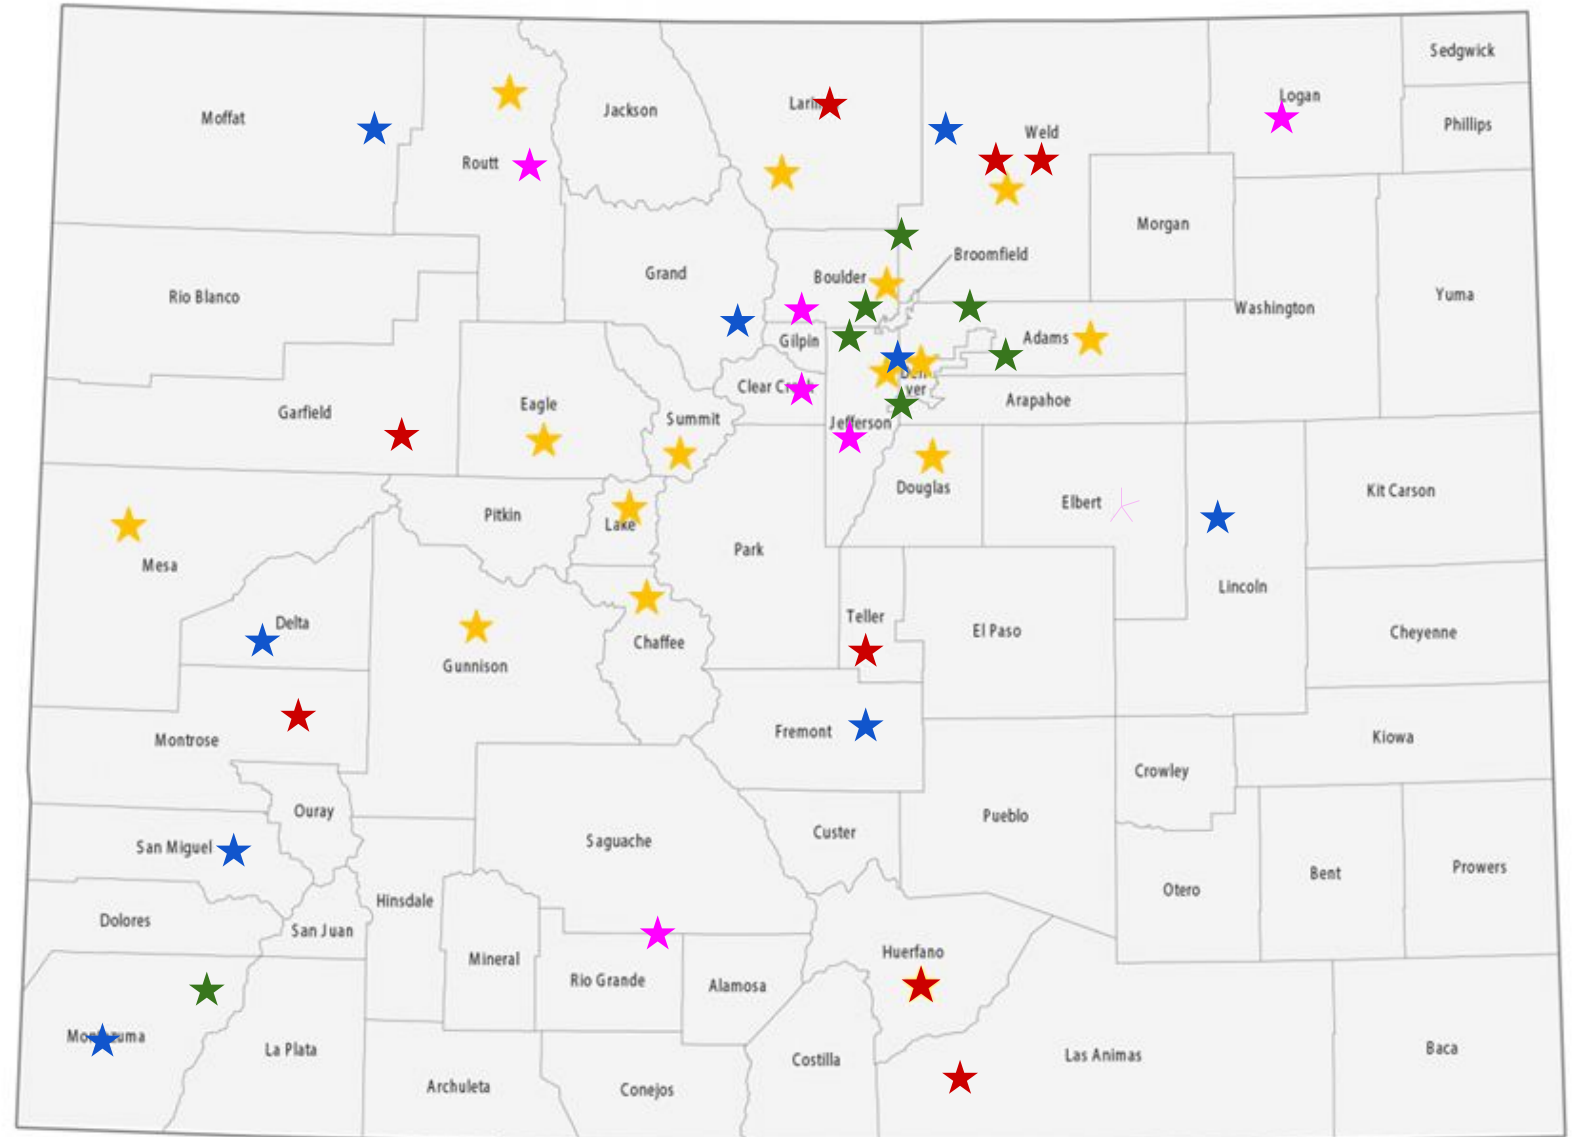 Sedgwick
Logan
Moffat
Jackson
Phillips
Weld
Routt
Morgan
Broomfield
Grand
Boulder
Rio Blanco
Yuma
Washington
Gilpin
Adams
Garfield
Eagle
Summit
Arapahoe
Jefferson
Douglas
Kit Carson
Elbert
Pitkin
Lake
Park
Mesa
Lincoln
Delta
Teller
El Paso
Cheyenne
Chaffee
Gunnison
Montrose
Fremont
Kiowa
Crowley
Ouray
Pueblo
Custer
Saguache
San Miguel
Prowers
Bent
Otero
Hinsdale
Dolores
San Juan
Huerfano
Mineral
Rio Grande
Alamosa
La Plata
Baca
Las Animas
Costilla
Archuleta
Conejos